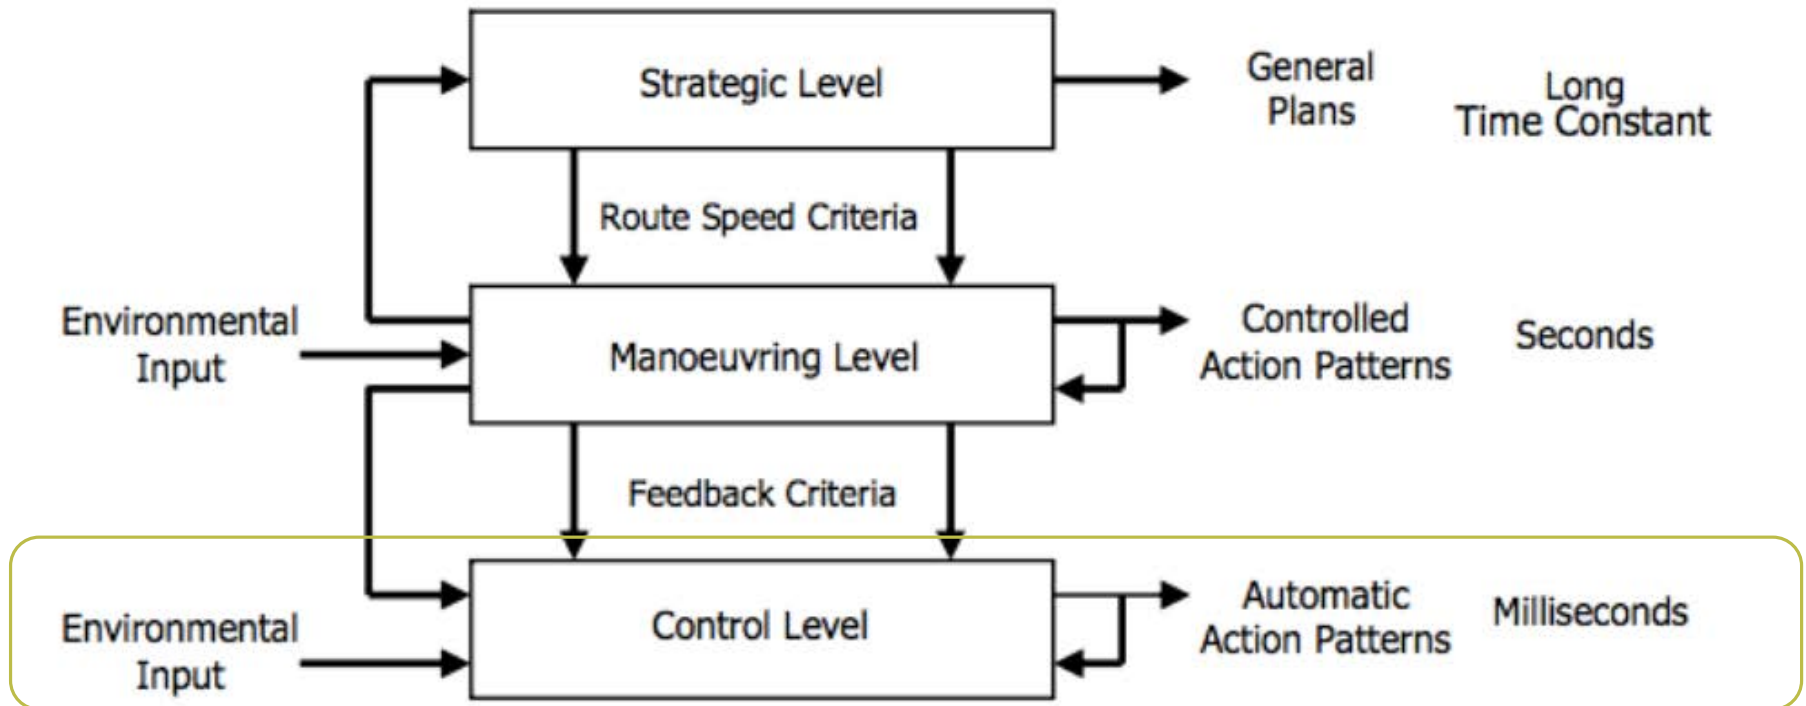 Strategic Level
General
Plans
Long
Time Constant
Route Speed Criteria
Environmental
Input
Manoeuvring Level
Controlled
Action Patterns
Seconds
Feedback Criteria
Environmental
Input
Control Level
Automatic
Action Patterns
Milliseconds